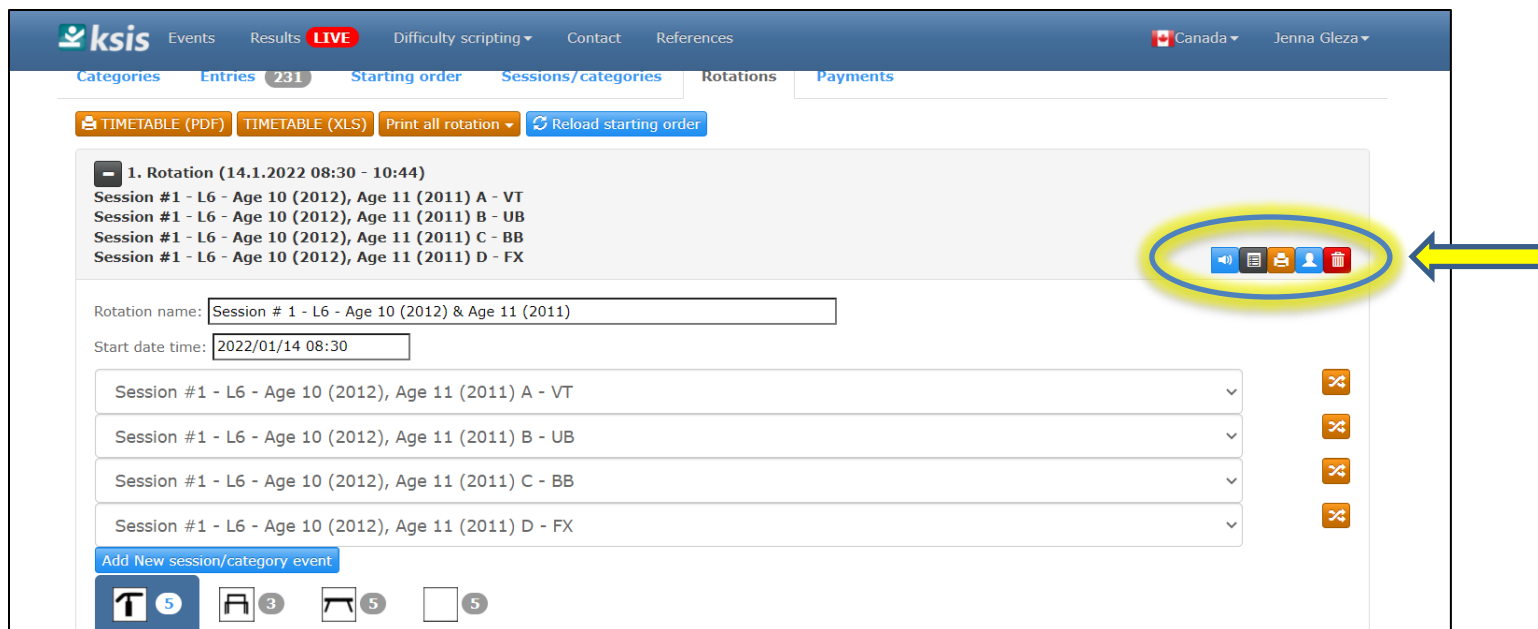 ksis Events Results LIVE Difficulty scripting Contact References Canada Jenna Gleza
Categories Entries 231 Starting order Sessions/categories Rotations Payments
TIMETABLE (PDF) TIMETABLE (XLS) Print all rotation Reload starting order
1. Rotation (14.1.2022 08:30 - 10:44)
Session #1 - L6 - Age 10 (2012), Age 11 (2011) A - VT
Session #1 - L6 - Age 10 (2012), Age 11 (2011) B - UB
Session #1 - L6 - Age 10 (2012), Age 11 (2011) C - BB
Session #1 - L6 - Age 10 (2012), Age 11 (2011) D - FX
Rotation name: Session # 1 - L6 - Age 10 (2012) & Age 11 (2011)
Start date time: 2022/01/14 08:30
Session #1 - L6 - Age 10 (2012), Age 11 (2011) A - VT
Session #1 - L6 - Age 10 (2012), Age 11 (2011) B - UB
Session #1 - L6 - Age 10 (2012), Age 11 (2011) C - BB
Session #1 - L6 - Age 10 (2012), Age 11 (2011) D - FX
Add New session/category event
5 3 5 5